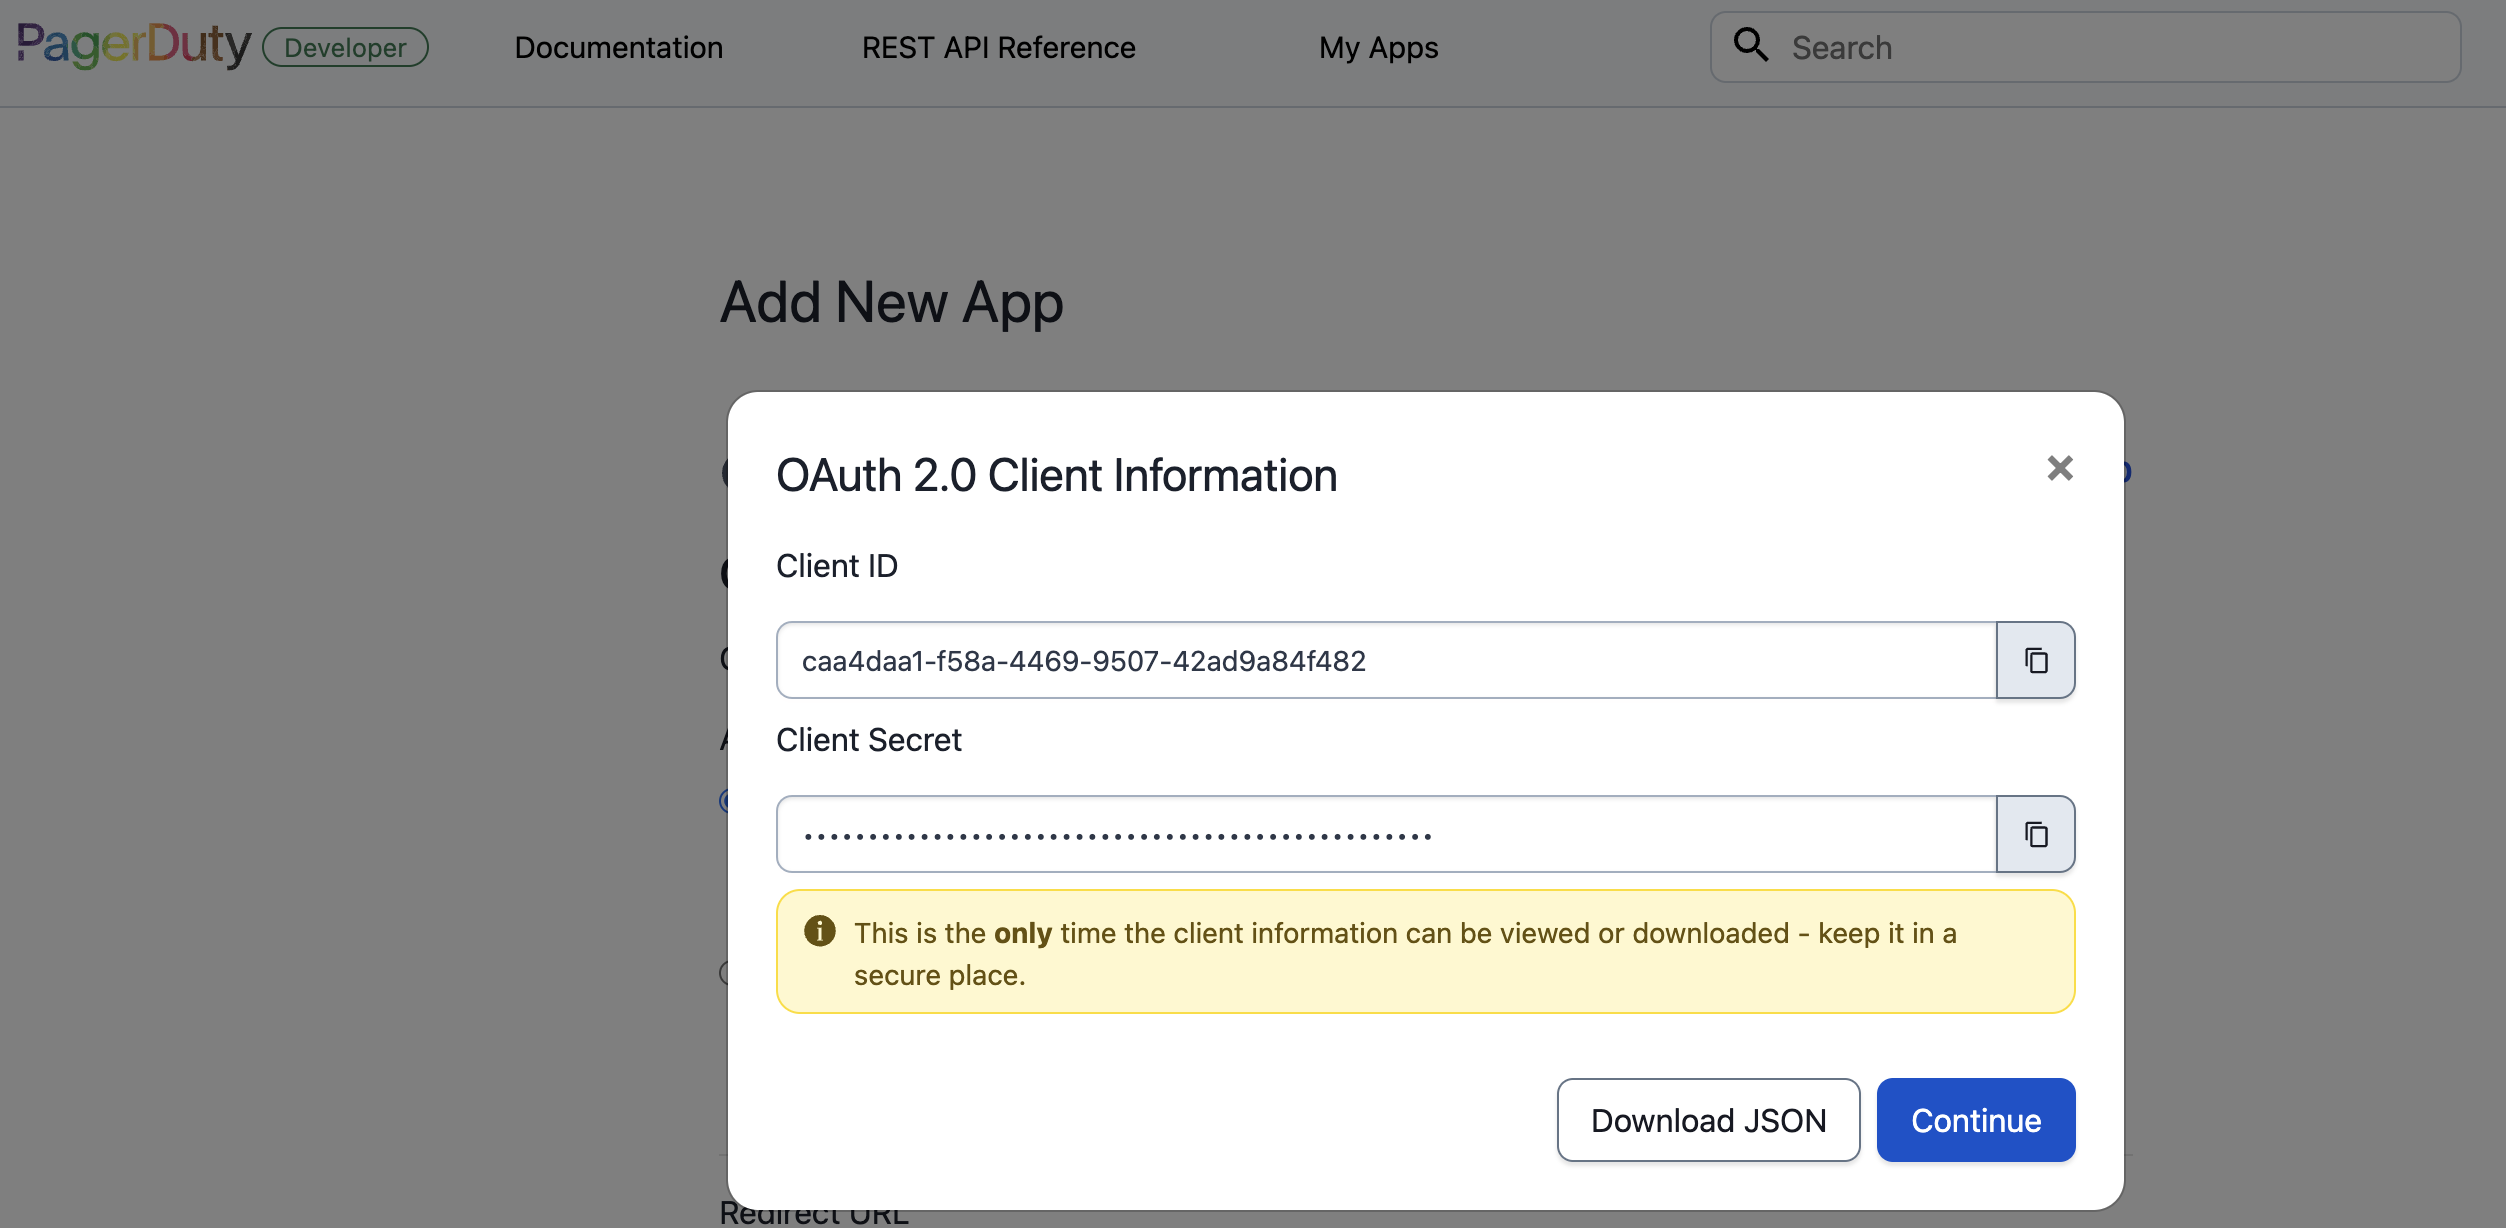 PagerDuty Developer Documentation REST API Reference My Apps Search
Add New App
OAuth 2.0 Client Information
Client ID
caa4daa1-f58a-4469-9507-42ad9a84f482
Client Secret
•••••••••••••••••••••••••••••••••••••••••••••••••
This is the only time the client information can be viewed or downloaded - keep it in a
secure place.
Download JSON Continue
Redirect URL